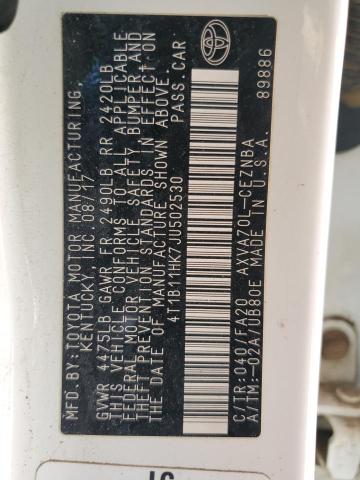 MFD. BY: TOYOTA MOTOR MANUFACTURING,
KENTUCKY, INC. 08/17
GVWR 4475LB GAWR FR 2490LB RR 2420LB
THIS VEHICLE CONFORMS TO ALL APPLICABLE
FEDERAL MOTOR VEHICLE SAFETY, BUMPER, AND
THEFT PREVENTION STANDARDS IN EFFECT ON
THE DATE OF MANUFACTURE SHOWN ABOVE.
4T1B11HK7JU502530 PASS. CAR
C/TR: 040/FA20 AXVA70L-CEZNBA
A/TM: -02A/UB80E MADE IN U.S.A.
89886